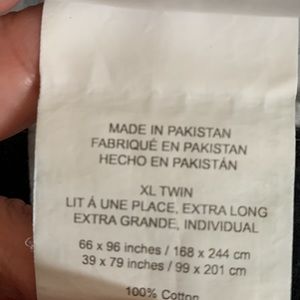 MADE IN PAKISTAN
FABRIQUÉ EN PAKISTAN
HECHO EN PAKISTÁN
XL TWIN
LIT Á UNE PLACE, EXTRA LONG
EXTRA GRANDE, INDIVIDUAL
66 x 96 inches / 168 x 244 cm
39 x 79 inches / 99 x 201 cm
100% Cotton